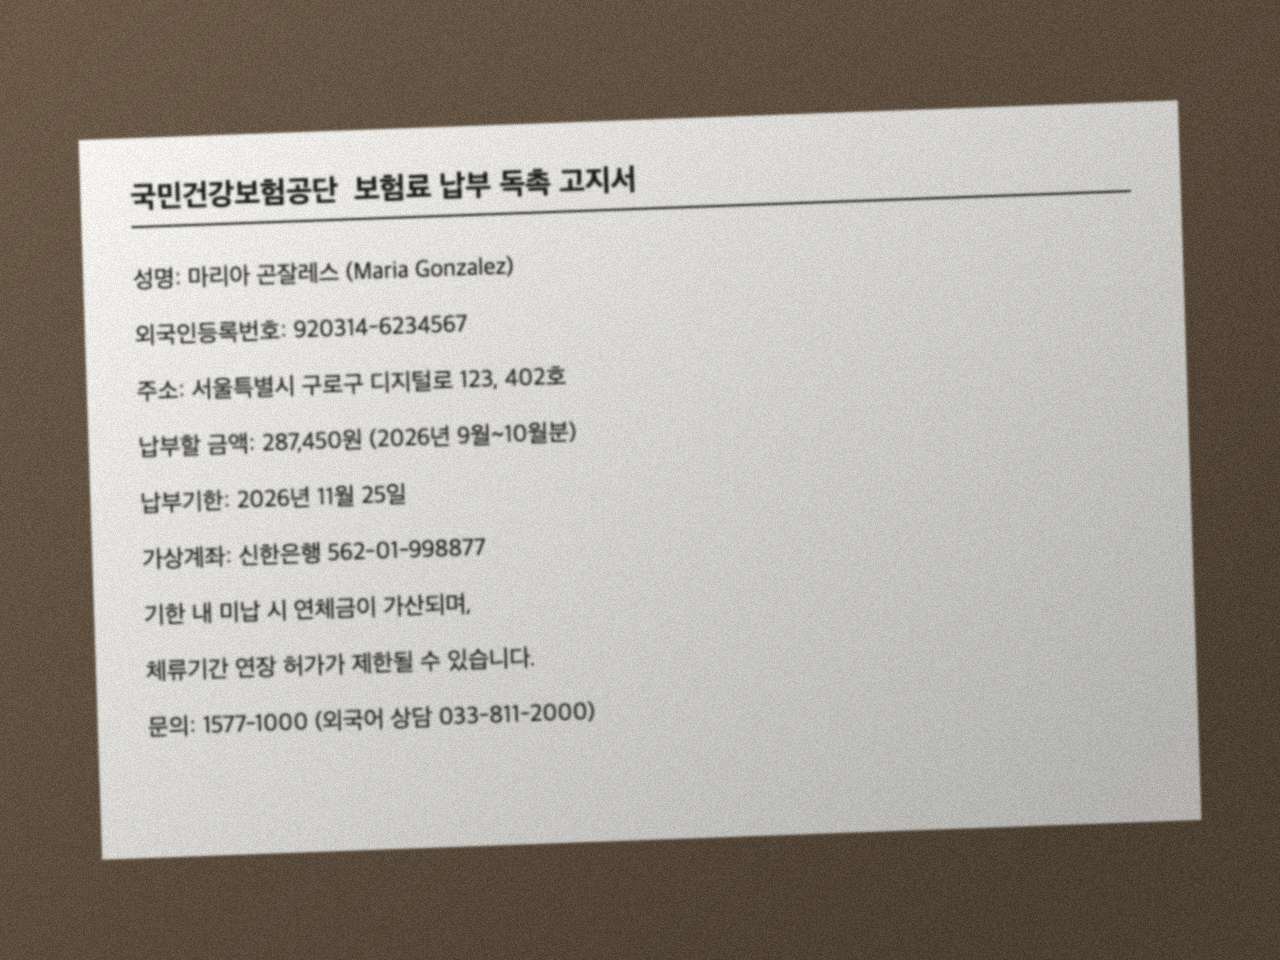 국민건강보험공단 보험료 납부 독촉 고지서
성명: 마리아 곤잘레스 (Maria Gonzalez)
외국인등록번호: 920314-6234567
주소: 서울특별시 구로구 디지털로 123, 402호
납부할 금액: 287,450원 (2026년 9월~10월분)
납부기한: 2026년 11월 25일
가상계좌: 신한은행 562-01-998877
기한 내 미납 시 연체금이 가산되며,
체류기간 연장 허가가 제한될 수 있습니다.
문의: 1577-1000 (외국어 상담 033-811-2000)